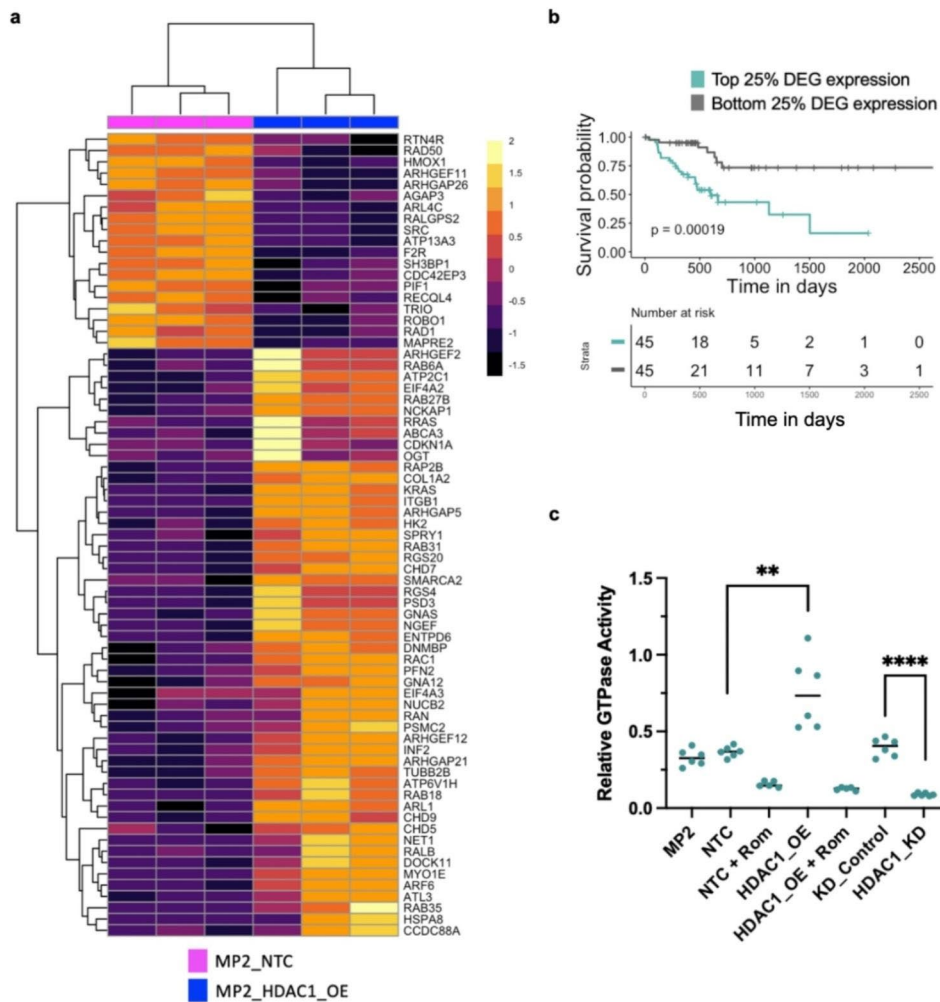 a
RTN4R
RAD50
HMOX1
ARHGEF11
ARHGAP26
AGAP3
ARL4C
RALGPS2
SRC
ATP13A3
F2R
SH3BP1
CDC42EP3
PIF1
RECQL4
TRIO
ROBO1
RAD1
MAPRE2
ARHGEF2
RAB6A
ATP2C1
EIF4A2
RAB27B
NCKAP1
RRAS
ABCA3
CDKN1A
OGT
RAP2B
COL1A2
KRAS
ITGB1
ARHGAP5
HK2
SPRY1
RAB31
RGS20
CHD7
SMARCA2
RGS4
PSD3
GNAS
NGEF
ENTPD6
DNMBP
RAC1
PFN2
GNA12
EIF4A3
NUCB2
RAN
PSMC2
ARHGEF12
INF2
ARHGAP21
TUBB2B
ATP6V1H
RAB18
ARL1
CHD9
CHD5
NET1
RALB
DOCK11
MYO1E
ARF6
ATL3
RAB35
HSPA8
CCDC88A
2
1.5
1
0.5
0
-0.5
-1
-1.5
MP2_NTC
MP2_HDAC1_OE
b
Top 25% DEG expression
Bottom 25% DEG expression
Survival probability
1.00
0.75
0.50
0.25
0.00
p = 0.00019
0 500 1000 1500 2000 2500
Time in days
Number at risk
Strata
45 18 5 2 1 0
45 21 11 7 3 1
0 500 1000 1500 2000 2500
Time in days
c
Relative GTPase Activity
1.5
1.0
0.5
0.0
**
****
MP2
NTC
NTC + Rom
HDAC1_OE
HDAC1_OE + Rom
KD_Control
HDAC1_KD